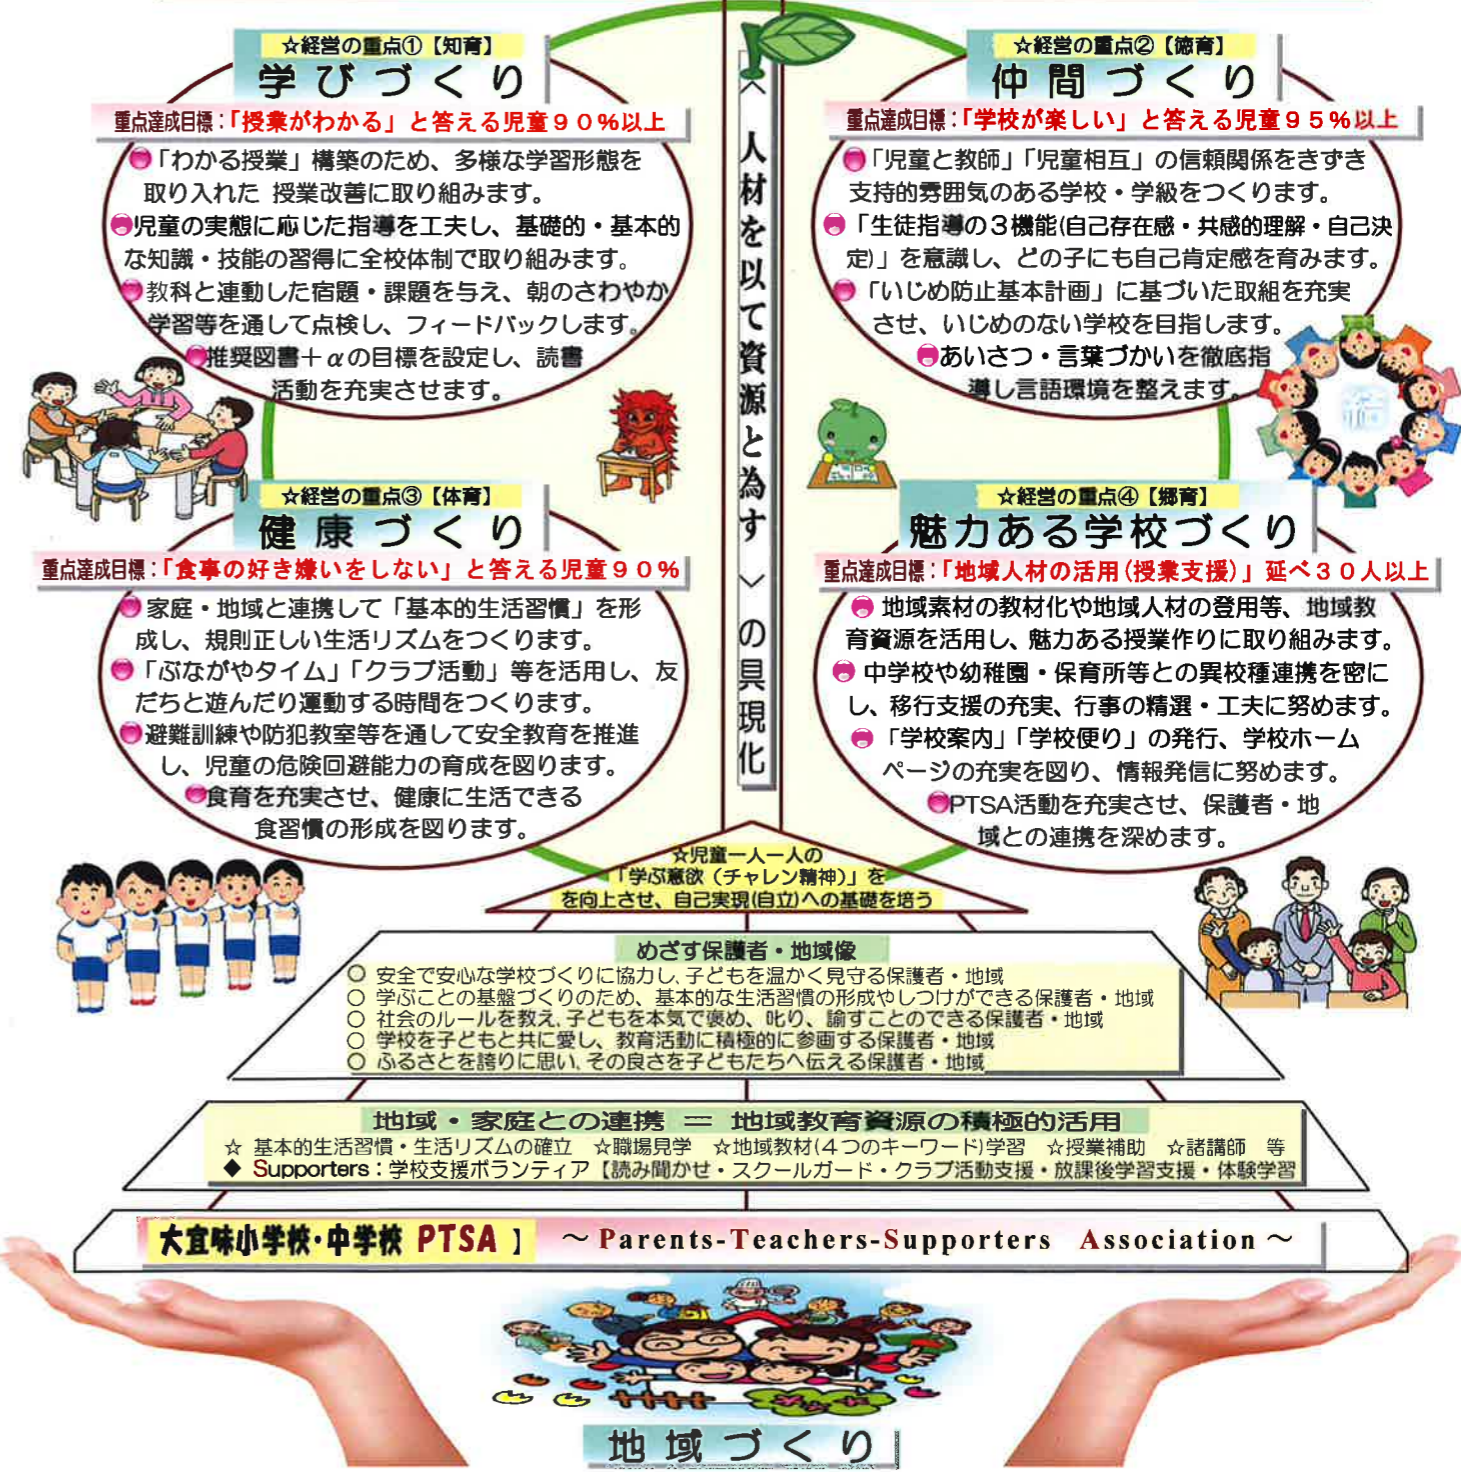 ☆経営の重点①【知育】
学びづくり
重点達成目標：「授業がわかる」と答える児童９０％以上
「わかる授業」構築のため、多様な学習形態を
取り入れた 授業改善に取り組みます。
児童の実態に応じた指導を工夫し、基礎的・基本的
な知識・技能の習得に全校体制で取り組みます。
教科と連動した宿題・課題を与え、朝のさわやか
学習等を通して点検し、フィードバックします。
推奨図書＋αの目標を設定し、読書
活動を充実させます。
☆経営の重点②【徳育】
仲間づくり
重点達成目標：「学校が楽しい」と答える児童９５％以上
「児童と教師」「児童相互」の信頼関係をきずき
支持的雰囲気のある学校・学級をつくります。
「生徒指導の３機能(自己存在感・共感的理解・自己決
定)」を意識し、どの子にも自己肯定感を育みます。
「いじめ防止基本計画」に基づいた取組を充実
させ、いじめのない学校を目指します。
あいさつ・言葉づかいを徹底指
導し言語環境を整えます。
＜人材を以て資源と為す＞の具現化
☆経営の重点③【体育】
健康づくり
重点達成目標：「食事の好き嫌いをしない」と答える児童９０％
家庭・地域と連携して「基本的生活習慣」を形
成し、規則正しい生活リズムをつくります。
「ぶながやタイム」「クラブ活動」等を活用し、友
だちと遊んだり運動する時間をつくります。
避難訓練や防犯教室等を通して安全教育を推進
し、児童の危険回避能力の育成を図ります。
食育を充実させ、健康に生活できる
食習慣の形成を図ります。
☆経営の重点④【郷育】
魅力ある学校づくり
重点達成目標：「地域人材の活用(授業支援)」延べ３０人以上
地域素材の教材化や地域人材の登用等、地域教
育資源を活用し、魅力ある授業作りに取り組みます。
中学校や幼稚園・保育所等との異校種連携を密に
し、移行支援の充実、行事の精選・工夫に努めます。
「学校案内」「学校便り」の発行、学校ホーム
ページの充実を図り、情報発信に努めます。
PTSA活動を充実させ、保護者・地
域との連携を深めます。
☆児童一人一人の
「学ぶ意欲（チャレン精神）」を
を向上させ、自己実現(自立)への基礎を培う
めざす保護者・地域像
○ 安全で安心な学校づくりに協力し、子どもを温かく見守る保護者・地域
○ 学ぶことの基盤づくりのため、基本的な生活習慣の形成やしつけができる保護者・地域
○ 社会のルールを教え、子どもを本気で褒め、叱り、諭すことのできる保護者・地域
○ 学校を子どもと共に愛し、教育活動に積極的に参画する保護者・地域
○ ふるさとを誇りに思い、その良さを子どもたちへ伝える保護者・地域
地域・家庭との連携 ＝ 地域教育資源の積極的活用
☆ 基本的生活習慣・生活リズムの確立 ☆職場見学 ☆地域教材(４つのキーワード)学習 ☆授業補助 ☆諸講師 等
◆ Supporters：学校支援ボランティア【読み聞かせ・スクールガード・クラブ活動支援・放課後学習支援・体験学習
大宜味小学校・中学校 PTSA 】 ～Parents-Teachers-Supporters Association～
地域づくり